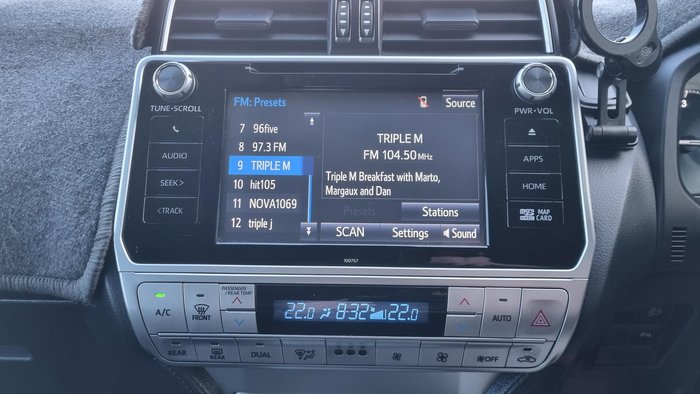 TUNE•SCROLL
AUDIO
SEEK>
<TRACK
FM: Presets
Source
7 96five
8 97.3 FM
9 TRIPLE M
10 hit105
11 NOVA1069
12 triple j
TRIPLE M
FM 104.50 MHz
Triple M Breakfast with Marto,
Margaux and Dan
Presets
Stations
SCAN
Settings
Sound
PWR•VOL
APPS
HOME
MAP
CARD
100757
A/C
FRONT
PASSENGER
/REAR TEMP
22.0
8:32
22.0
AUTO
REAR
REAR
DUAL
OFF